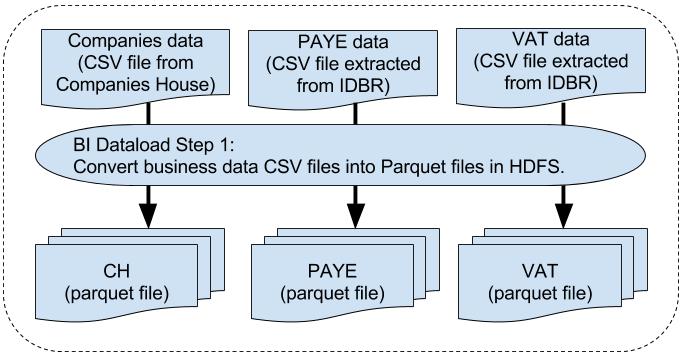 Companies data
(CSV file from
Companies House)
PAYE data
(CSV file extracted
from IDBR)
VAT data
(CSV file extracted
from IDBR)
BI Dataload Step 1:
Convert business data CSV files into Parquet files in HDFS.
CH
(parquet file)
PAYE
(parquet file)
VAT
(parquet file)